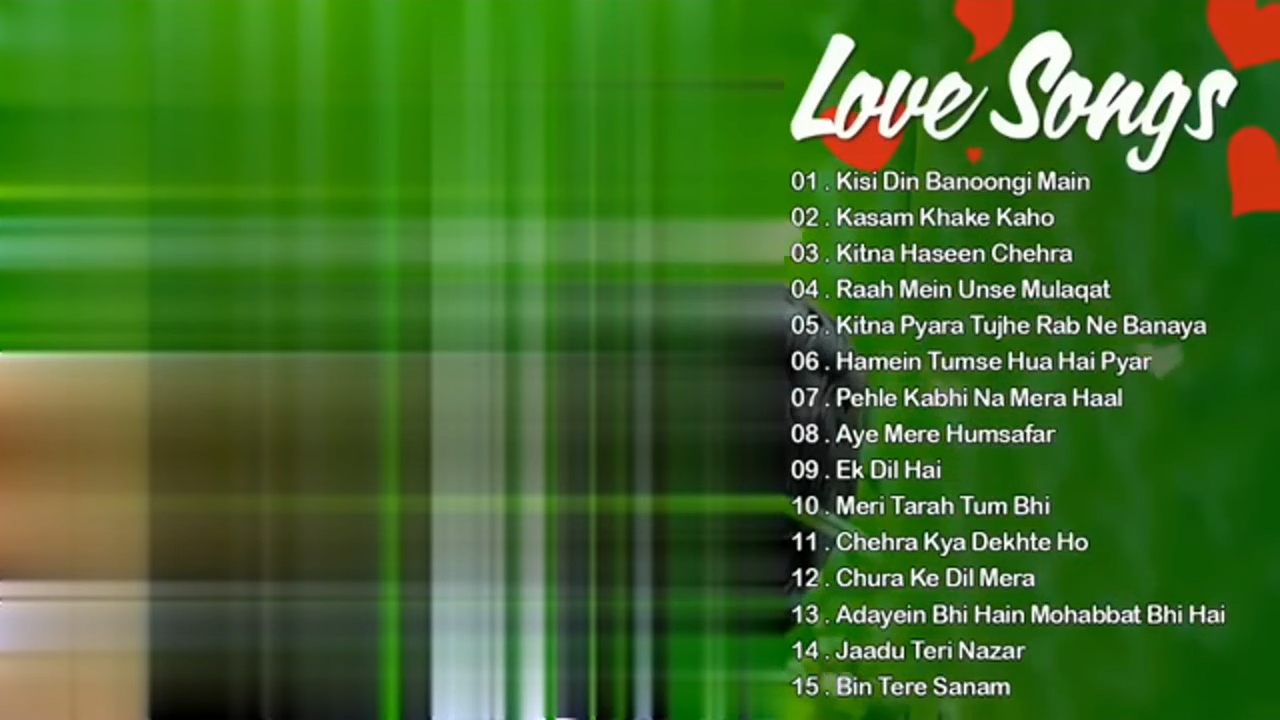 Love Songs
01 . Kisi Din Banoongi Main
02 . Kasam Khake Kaho
03 . Kitna Haseen Chehra
04 . Raah Mein Unse Mulaqat
05 . Kitna Pyara Tujhe Rab Ne Banaya
06 . Hamein Tumse Hua Hai Pyar
07 . Pehle Kabhi Na Mera Haal
08 . Aye Mere Humsafar
09 . Ek Dil Hai
10 . Meri Tarah Tum Bhi
11 . Chehra Kya Dekhte Ho
12 . Chura Ke Dil Mera
13 . Adayein Bhi Hain Mohabbat Bhi Hai
14 . Jaadu Teri Nazar
15 . Bin Tere Sanam